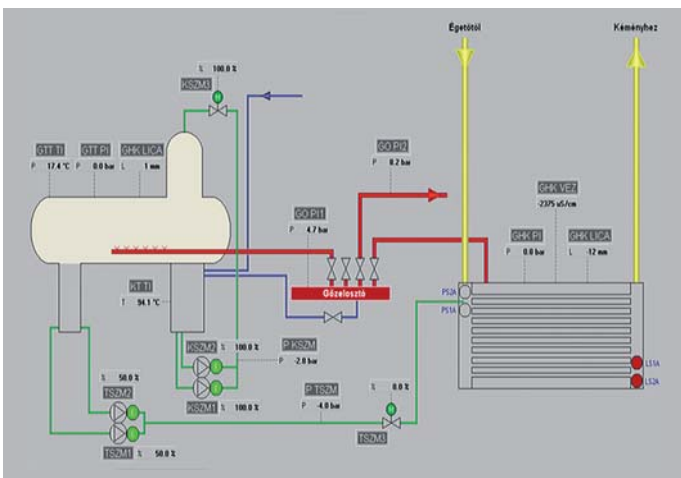 Égetőtől
Kéményhez
% 100.0 %
KSZM3
M
GTT TI
GTT PI
GHK LICA
P 17.4 °C
P 0.0 bar
L 1 mm
GO PI2
P 0.2 bar
GHK VEZ
-2375 uS/cm
GO PI1
P 4.7 bar
GHK PI
GHK LICA
P 0.0 bar
L -12 mm
Gőzelosztó
KT TI
T 94.1 °C
PS2A
PS1A
KSZM2
% 100.0 %
P KSZM
P -2.0 bar
LS1A
LS2A
KSZM1
% 100.0 %
% 50.0 %
TSZM2
P TSZM
P -4.0 bar
% 0.0 %
M
TSZM3
TSZM1
% 50.0 %